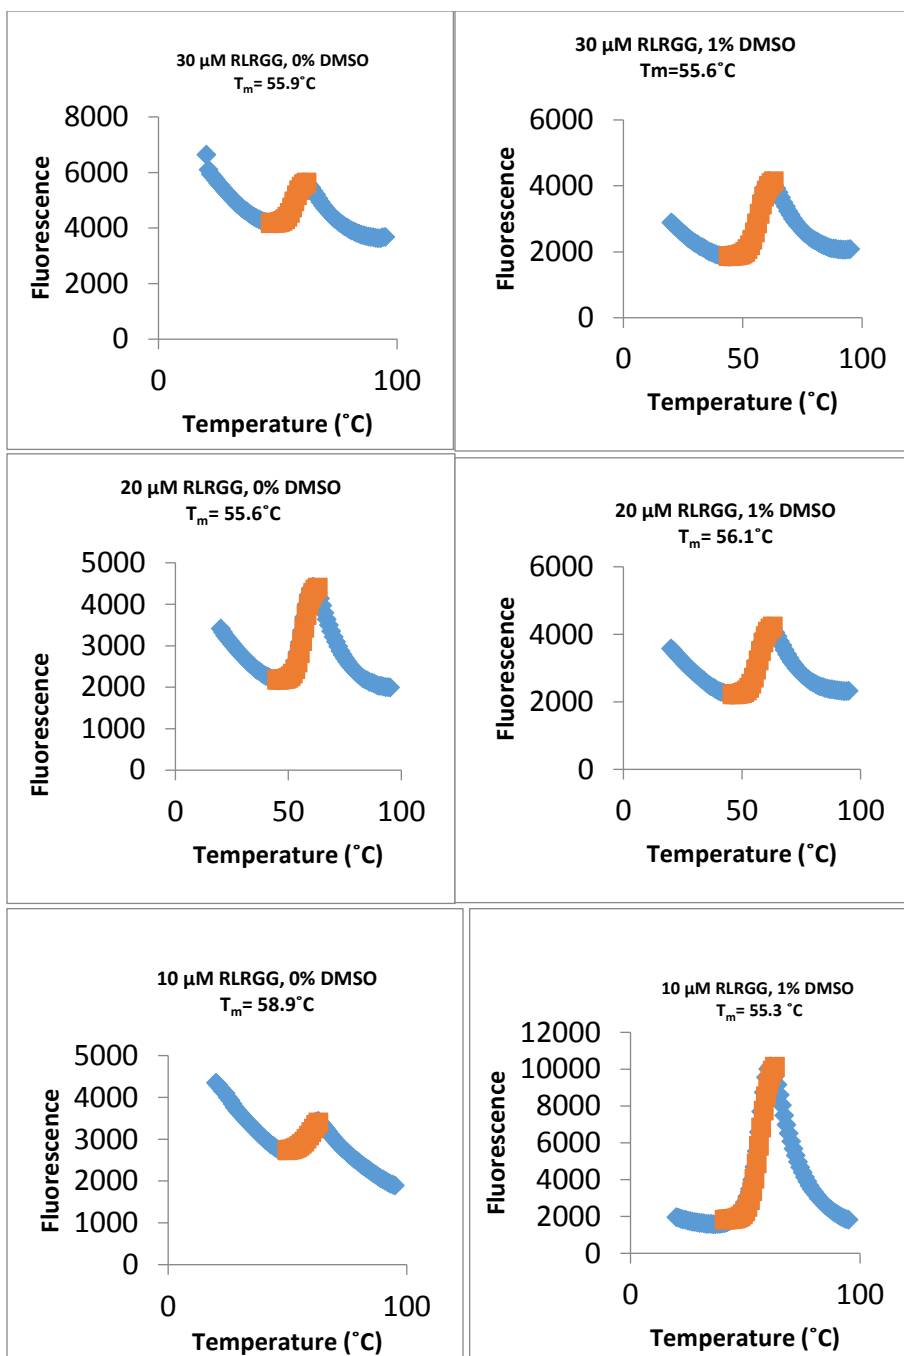 30 µM RLRGG, 0% DMSO
Tm= 55.9˚C
8000
6000
4000
2000
0
0
100
Fluorescence
Temperature (˚C)
30 µM RLRGG, 1% DMSO
Tm=55.6˚C
6000
4000
2000
0
0
50
100
Fluorescence
Temperature (˚C)
20 µM RLRGG, 0% DMSO
Tm= 55.6˚C
5000
4000
3000
2000
1000
0
0
50
100
Fluorescence
Temperature (˚C)
20 µM RLRGG, 1% DMSO
Tm= 56.1˚C
6000
4000
2000
0
0
50
100
Fluorescence
Temperature (˚C)
10 µM RLRGG, 0% DMSO
Tm= 58.9˚C
5000
4000
3000
2000
1000
0
0
100
Fluorescence
Temperature (˚C)
10 µM RLRGG, 1% DMSO
Tm= 55.3 ˚C
12000
10000
8000
6000
4000
2000
0
0
100
Fluorescence
Temperature (˚C)